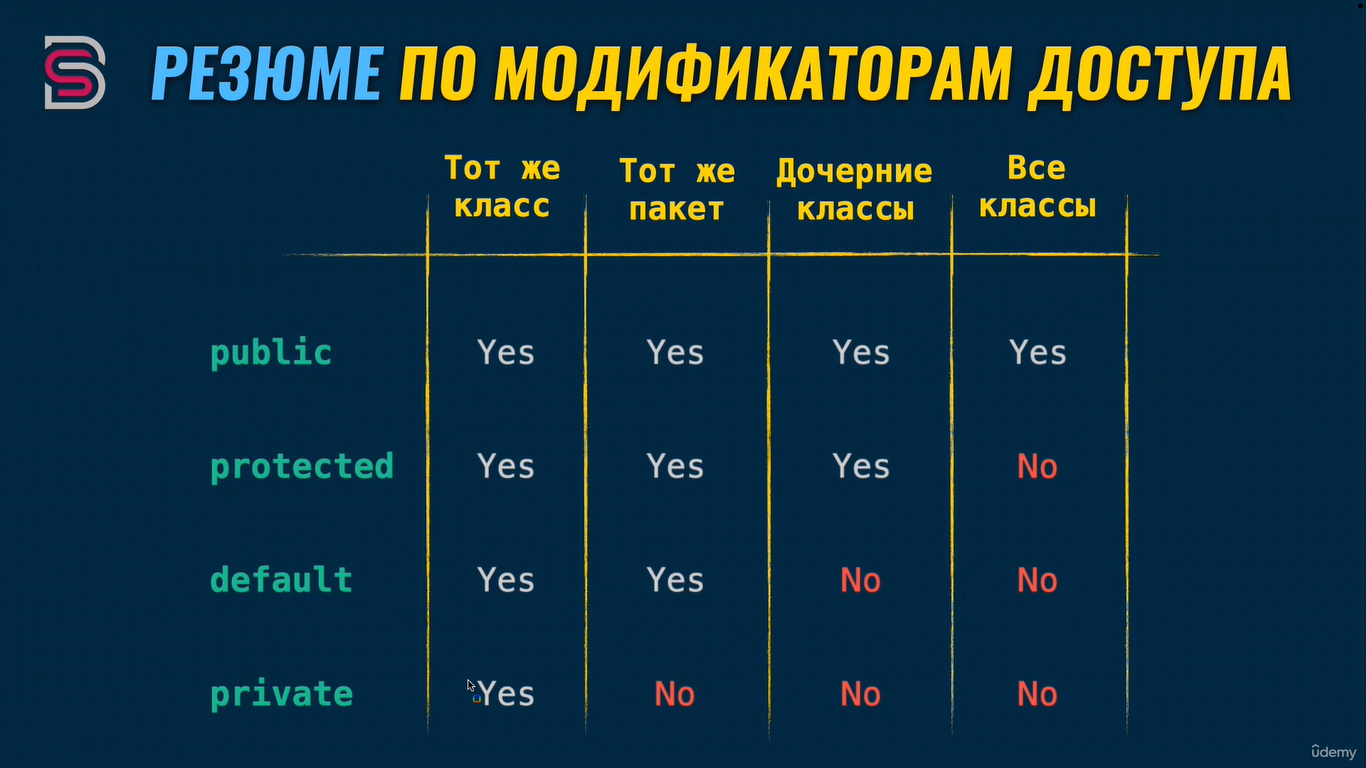 РЕЗЮМЕ ПО МОДИФИКАТОРАМ ДОСТУПА
Тот же класс
Тот же пакет
Дочерние классы
Все классы
public Yes Yes Yes Yes
protected Yes Yes Yes No
default Yes Yes No No
private Yes No No No
ûdemy